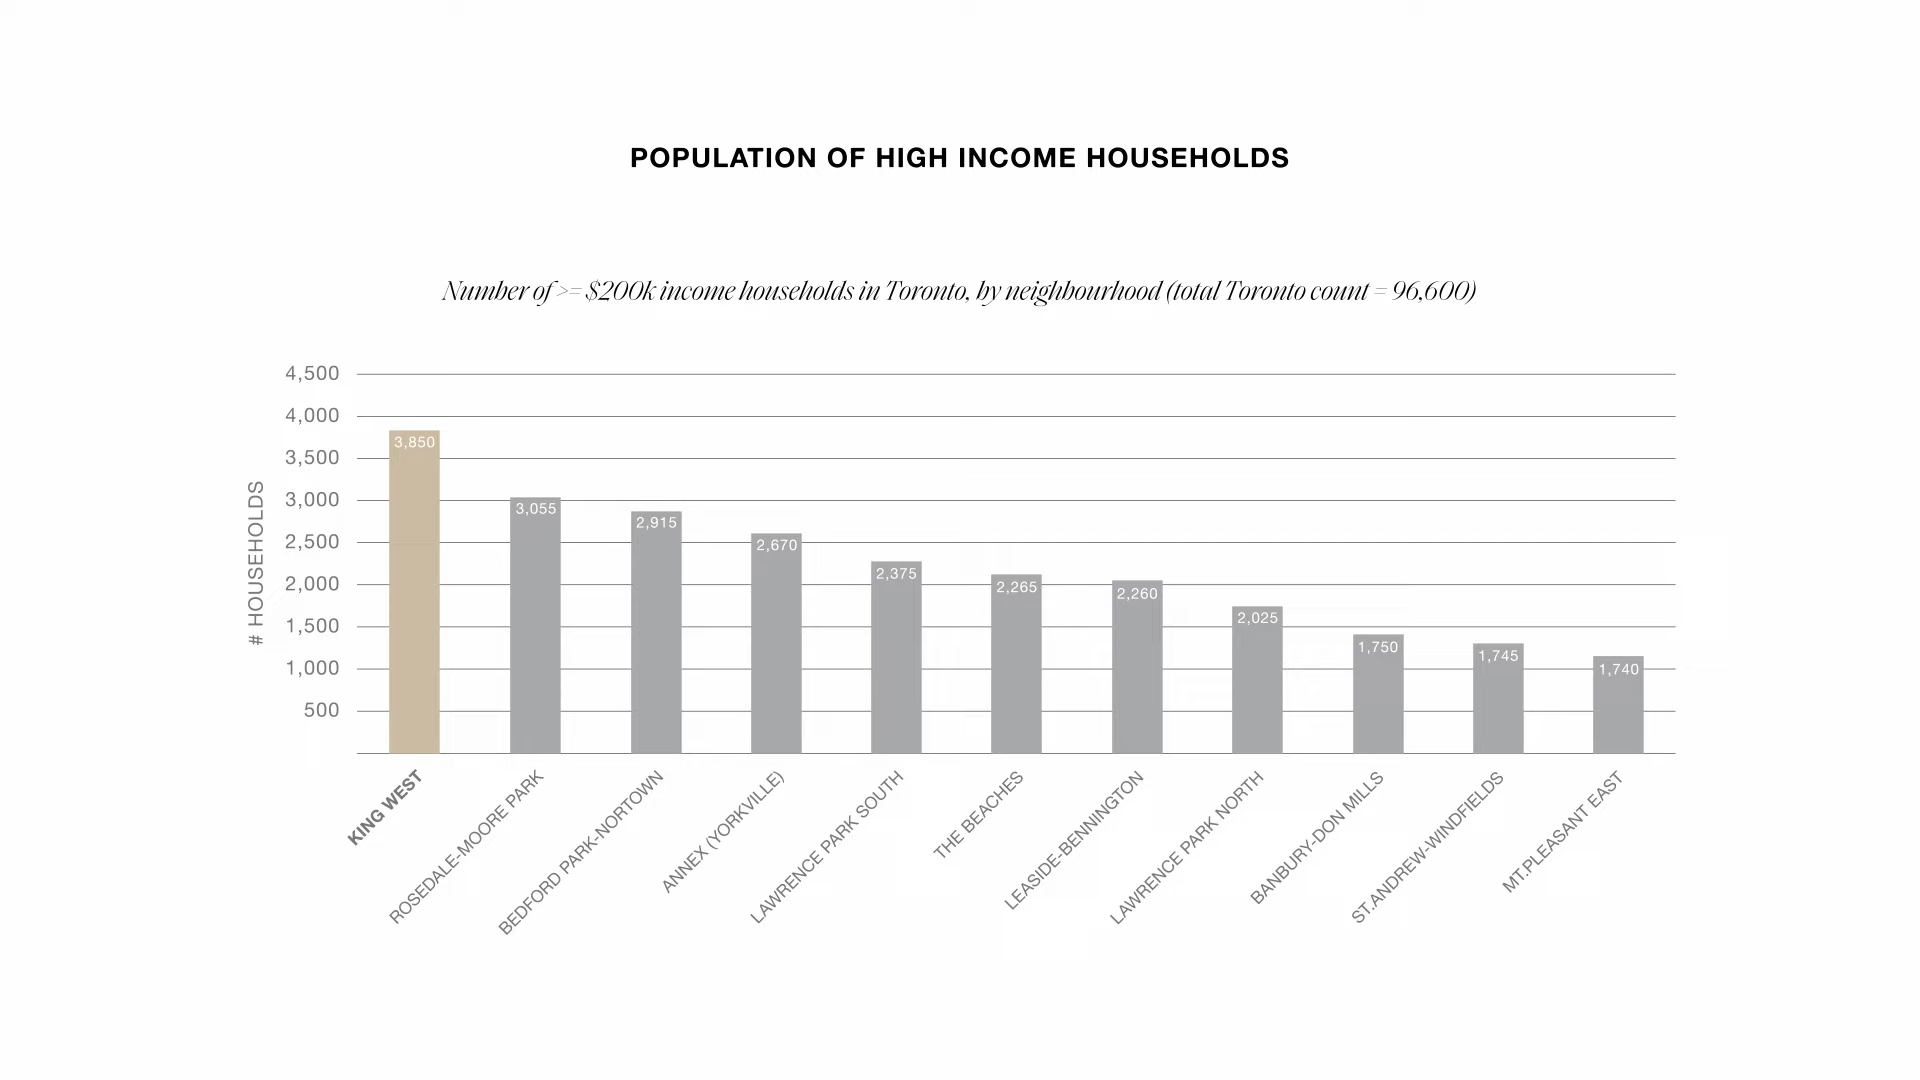 POPULATION OF HIGH INCOME HOUSEHOLDS
Number of >= $200k income households in Toronto, by neighbourhood (total Toronto count = 96,600)
# HOUSEHOLDS
4,500
4,000
3,500
3,000
2,500
2,000
1,500
1,000
500
3,850
3,055
2,915
2,670
2,375
2,265
2,260
2,025
1,750
1,745
1,740
KING WEST
ROSEDALE-MOORE PARK
BEDFORD PARK-NORTOWN
ANNEX (YORKVILLE)
LAWRENCE PARK SOUTH
THE BEACHES
LEASIDE-BENNINGTON
LAWRENCE PARK NORTH
BANBURY-DON MILLS
ST.ANDREW-WINDFIELDS
MT.PLEASANT EAST